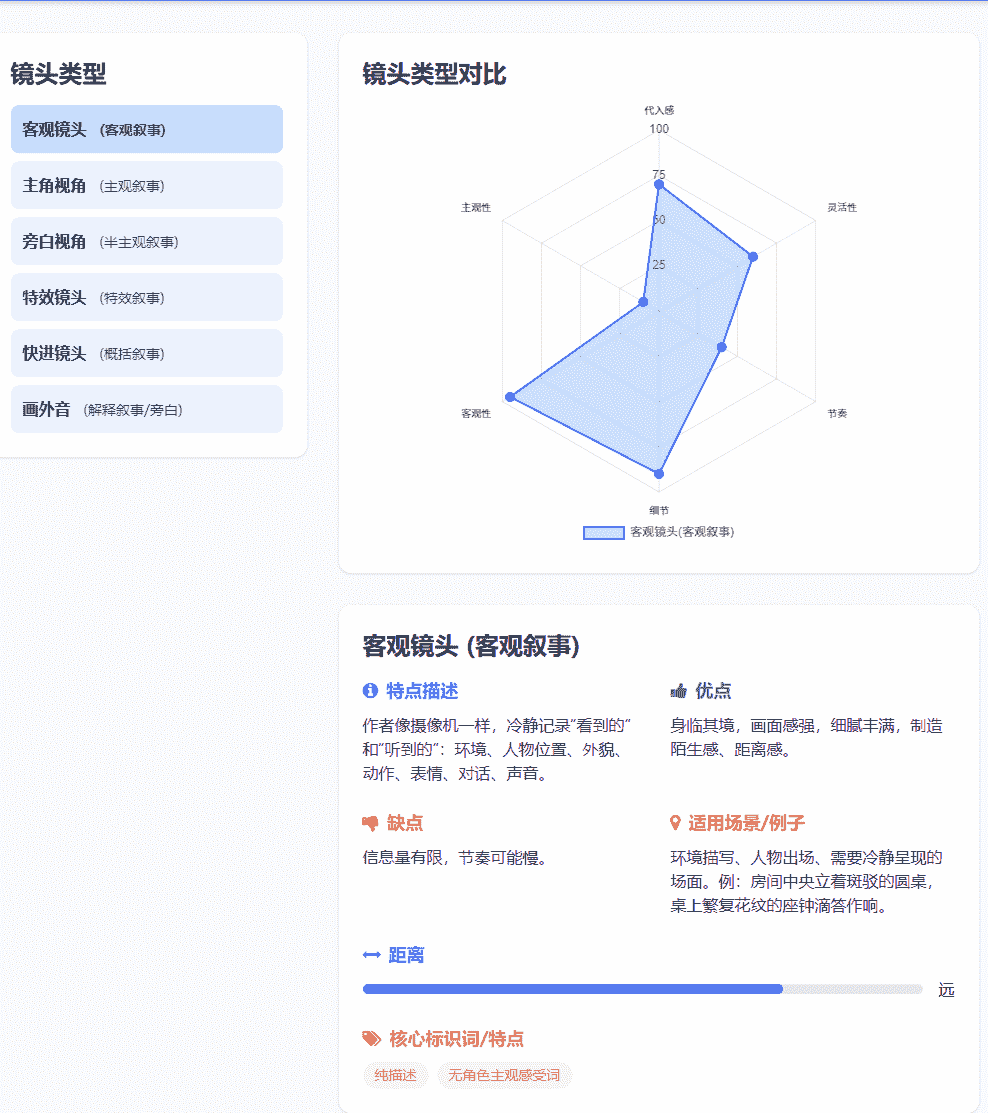 镜头类型
客观镜头 (客观叙事)
主角视角 (主观叙事)
旁白视角 (半主观叙事)
特效镜头 (特效叙事)
快进镜头 (概括叙事)
画外音 (解释叙事/旁白)
镜头类型对比
代入感
100
75
50
25
主观性
灵活性
客观性
节奏
细节
客观镜头(客观叙事)
客观镜头 (客观叙事)
特点描述
作者像摄像机一样，冷静记录"看到的"
和"听到的"：环境、人物位置、外貌、
动作、表情、对话、声音。
优点
身临其境，画面感强，细腻丰满，制造
陌生感、距离感。
缺点
信息量有限，节奏可能慢。
适用场景/例子
环境描写、人物出场、需要冷静呈现的
场面。例：房间中央立着斑驳的圆桌，
桌上繁复花纹的座钟滴答作响。
距离
远
核心标识词/特点
纯描述
无角色主观感受词